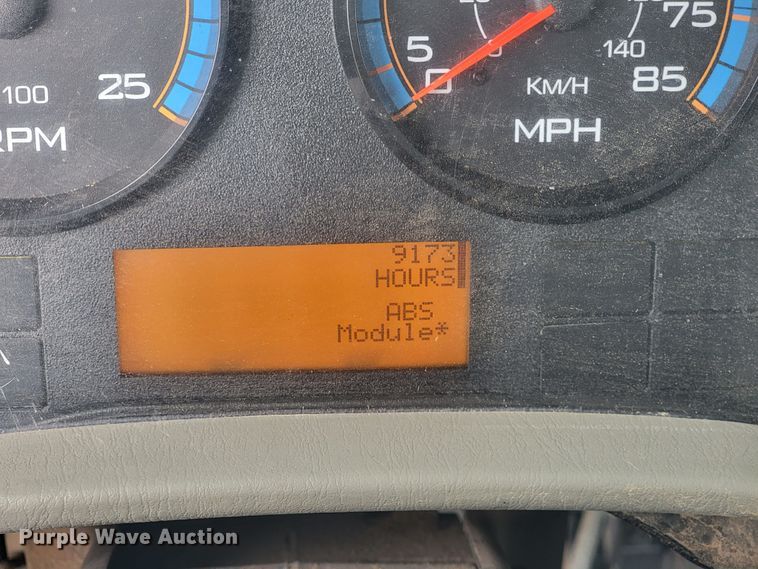 25
100
RPM
75
5
0
140
KM/H
85
MPH
9173
HOURS
ABS
Module*
Purple Wave Auction®